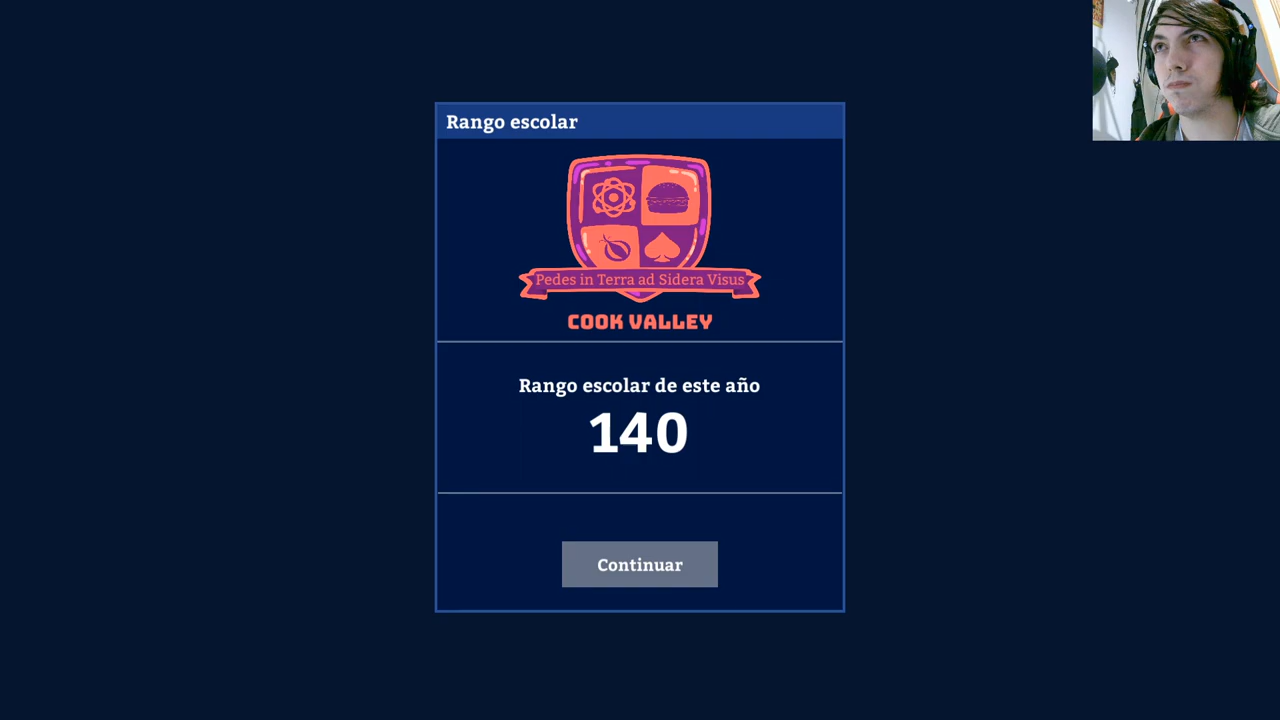 Rango escolar
Pedes in Terra ad Sidera Visus
COOK VALLEY
Rango escolar de este año
140
Continuar